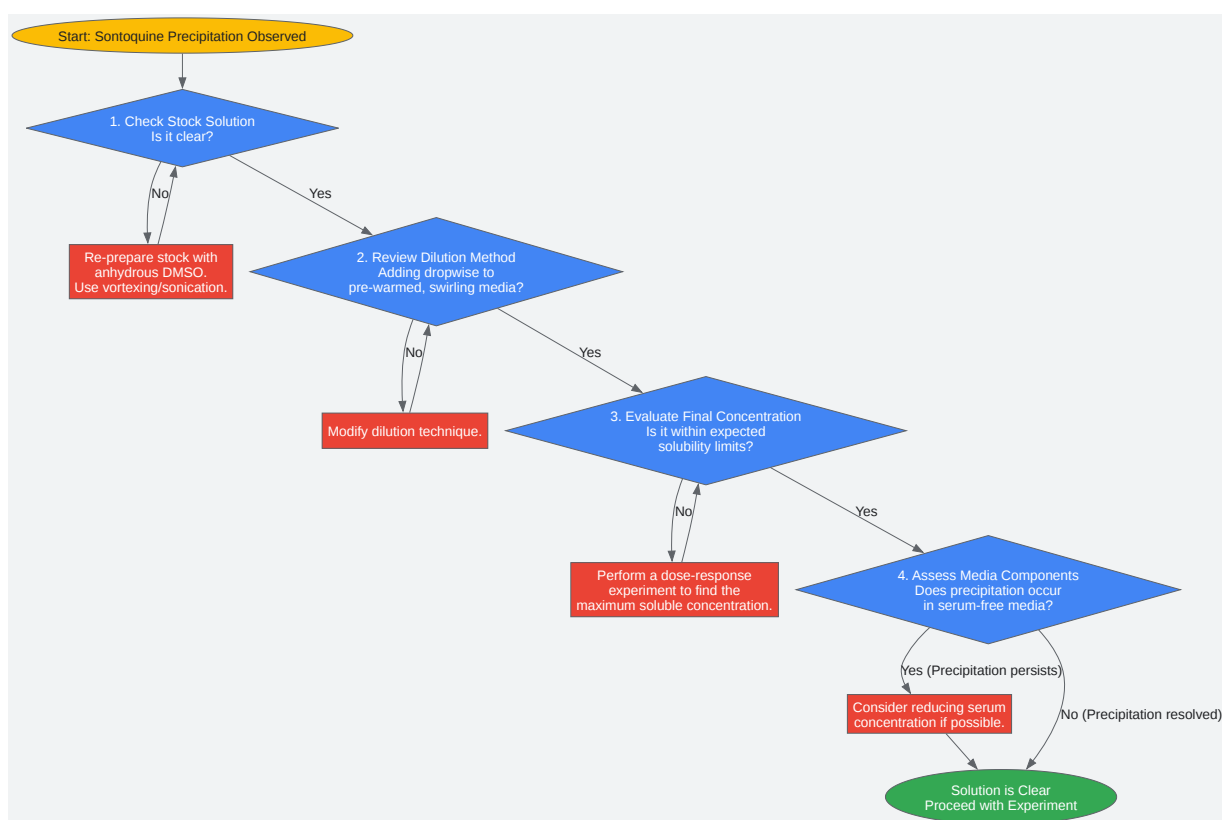 Start: Sontoquine Precipitation Observed
1. Check Stock Solution
Is it clear?
No
Yes
Re-prepare stock with
anhydrous DMSO.
Use vortexing/sonication.
2. Review Dilution Method
Adding dropwise to
pre-warmed, swirling media?
No
Yes
Modify dilution technique.
3. Evaluate Final Concentration
Is it within expected
solubility limits?
No
Yes
Perform a dose-response
experiment to find the
maximum soluble concentration.
4. Assess Media Components
Does precipitation occur
in serum-free media?
Yes (Precipitation persists)
No (Precipitation resolved)
Consider reducing serum
concentration if possible.
Solution is Clear
Proceed with Experiment